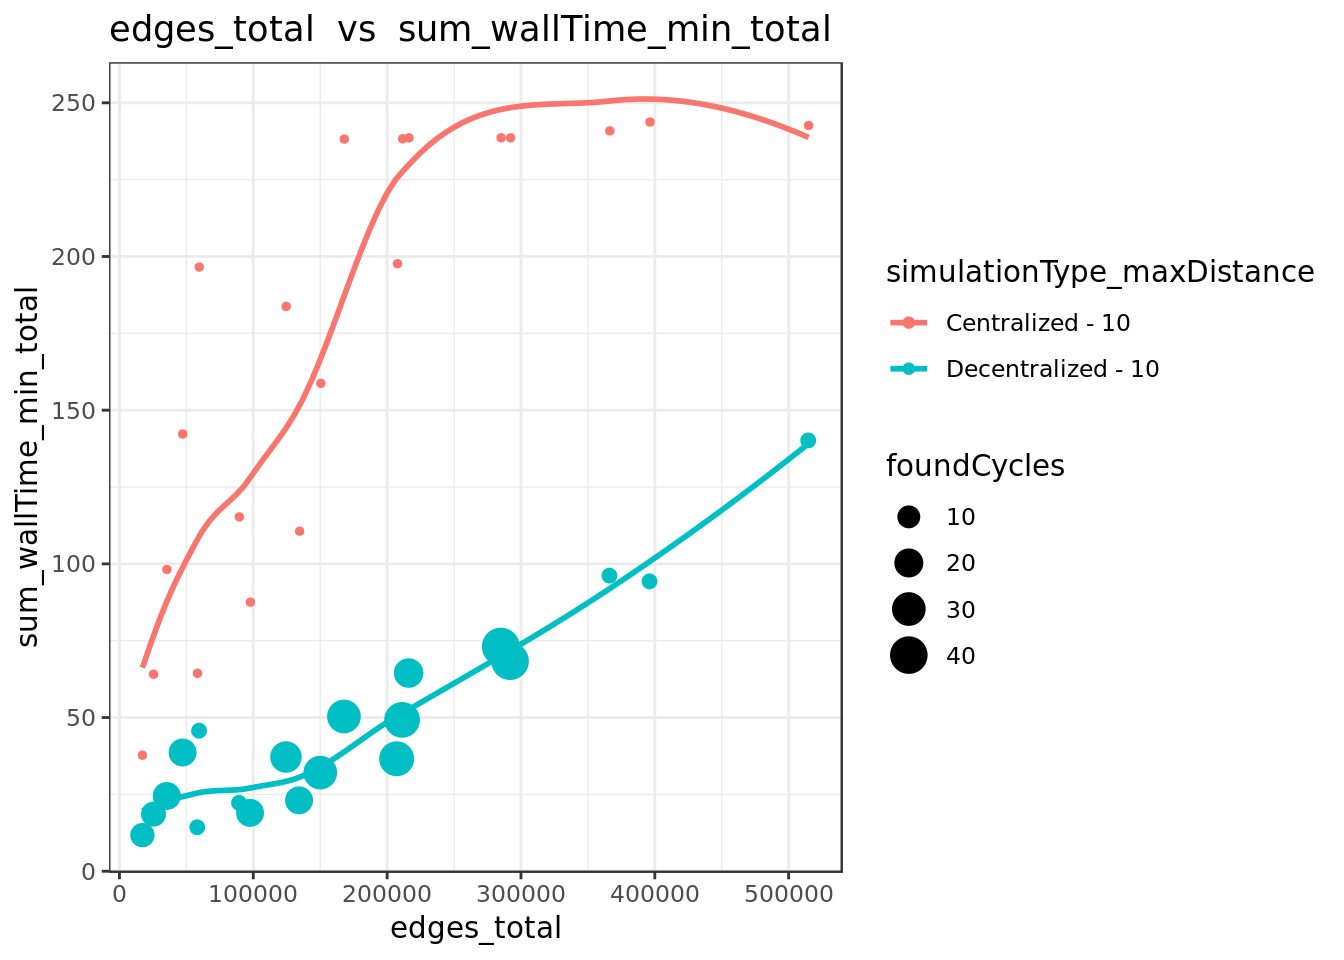 edges_total  vs  sum_wallTime_min_total
sum_wallTime_min_total
250
200
150
100
50
0
0 100000 200000 300000 400000 500000
edges_total
simulationType_maxDistance
Centralized - 10
Decentralized - 10
foundCycles
10
20
30
40